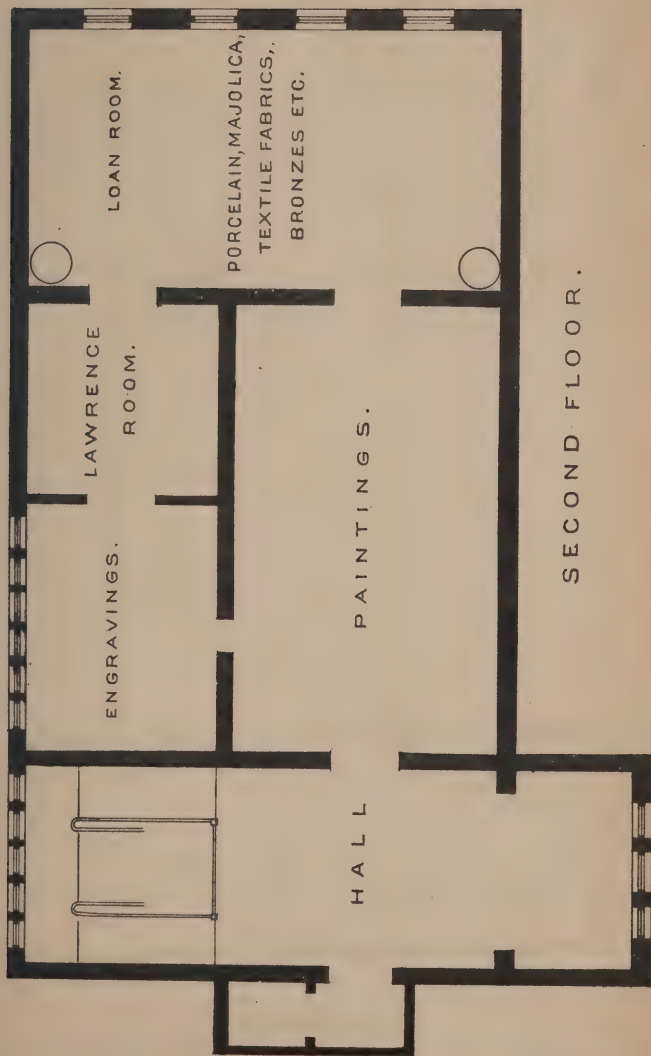 LOAN ROOM.
PORCELAIN, MAJOLICA,
TEXTILE FABRICS,.
BRONZES ETC.
LAWRENCE
ROOM.
ENGRAVINGS.
PAINTINGS.
HALL
SECOND FLOOR.